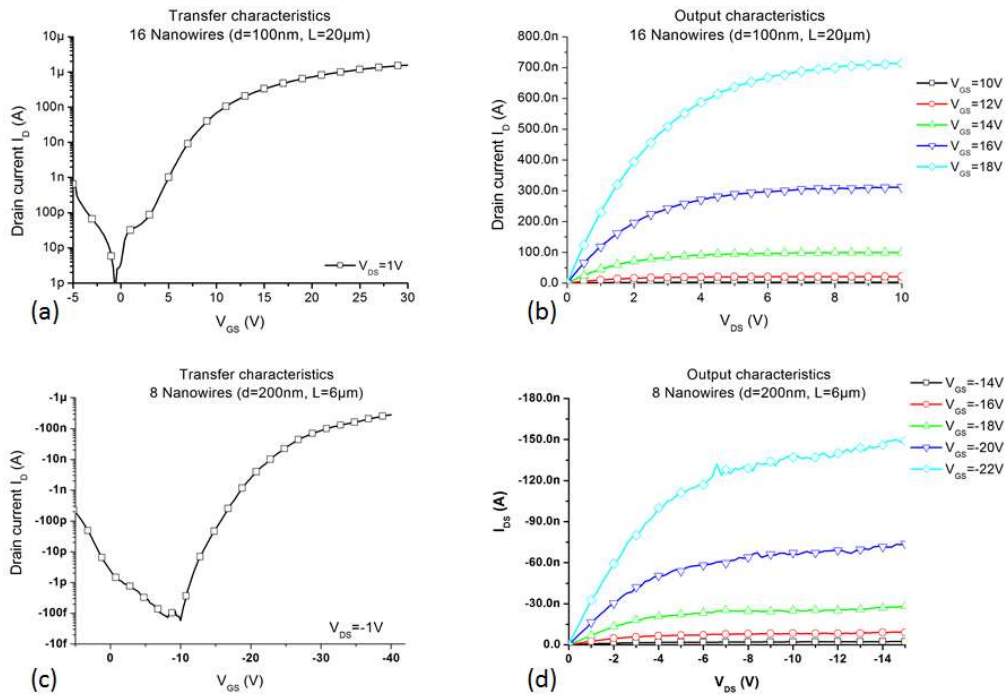 Transfer characteristics
16 Nanowires (d=100nm, L=20µm)
10µ
1µ
100n
10n
1n
100p
10p
1p
Drain current I_D (A)
V_DS=1V
-5 0 5 10 15 20 25 30
V_GS (V)
(a)
Output characteristics
16 Nanowires (d=100nm, L=20µm)
800.0n
700.0n
600.0n
500.0n
400.0n
300.0n
200.0n
100.0n
0.0
Drain current I_D (A)
V_GS=10V
V_GS=12V
V_GS=14V
V_GS=16V
V_GS=18V
0 2 4 6 8 10
V_DS (V)
(b)
Transfer characteristics
8 Nanowires (d=200nm, L=6µm)
-1µ
-100n
-10n
-1n
-100p
-10p
-1p
-100f
-10f
Drain current I_D (A)
V_DS=-1V
0 -10 -20 -30 -40
V_GS (V)
(c)
Output characteristics
8 Nanowires (d=200nm, L=6µm)
-180.0n
-150.0n
-120.0n
-90.0n
-60.0n
-30.0n
0.0
I_DS (A)
V_GS=-14V
V_GS=-16V
V_GS=-18V
V_GS=-20V
V_GS=-22V
0 -2 -4 -6 -8 -10 -12 -14
V_DS (V)
(d)